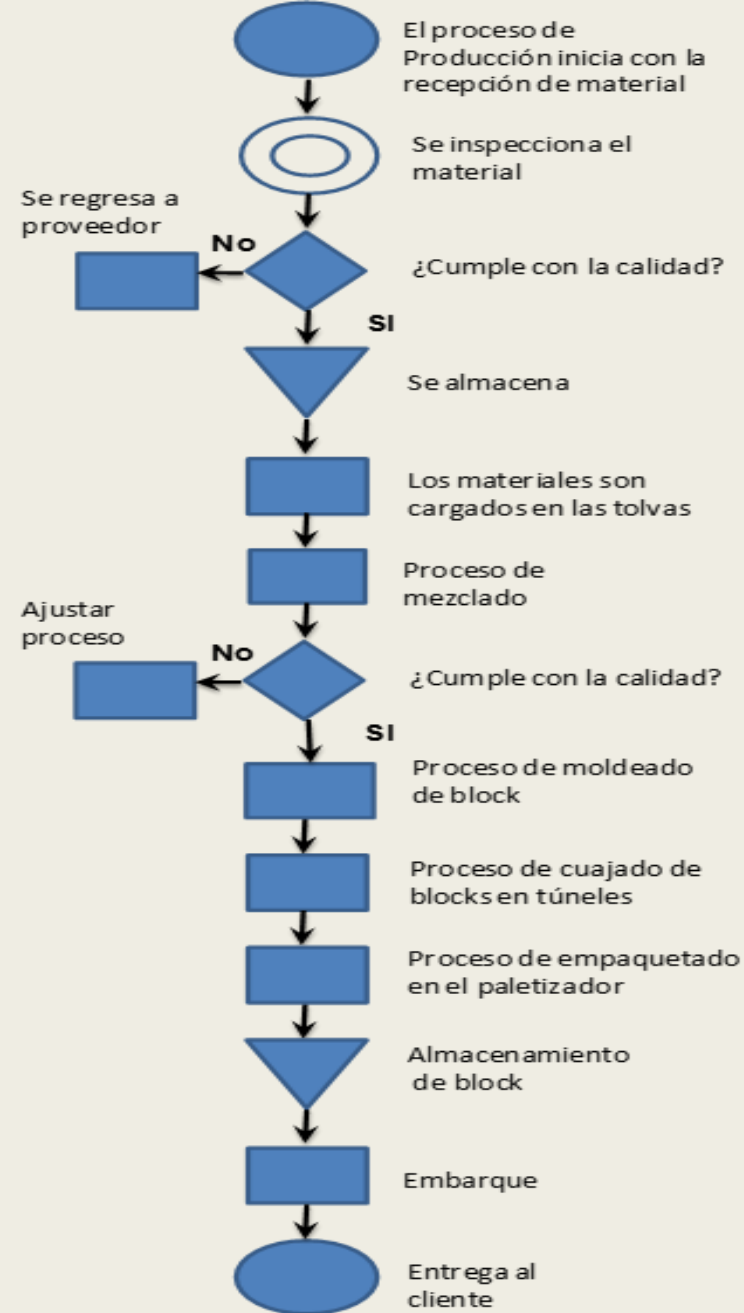 El proceso de
Producción inicia con la
recepción de material
Se inspecciona el
material
Se regresa a
proveedor
No
¿Cumple con la calidad?
SI
Se almacena
Los materiales son
cargados en las tolvas
Proceso de
mezclado
Ajustar
proceso
No
¿Cumple con la calidad?
SI
Proceso de moldeado
de block
Proceso de cuajado de
blocks en túneles
Proceso de empaquetado
en el paletizador
Almacenamiento
de block
Embarque
Entrega al
cliente